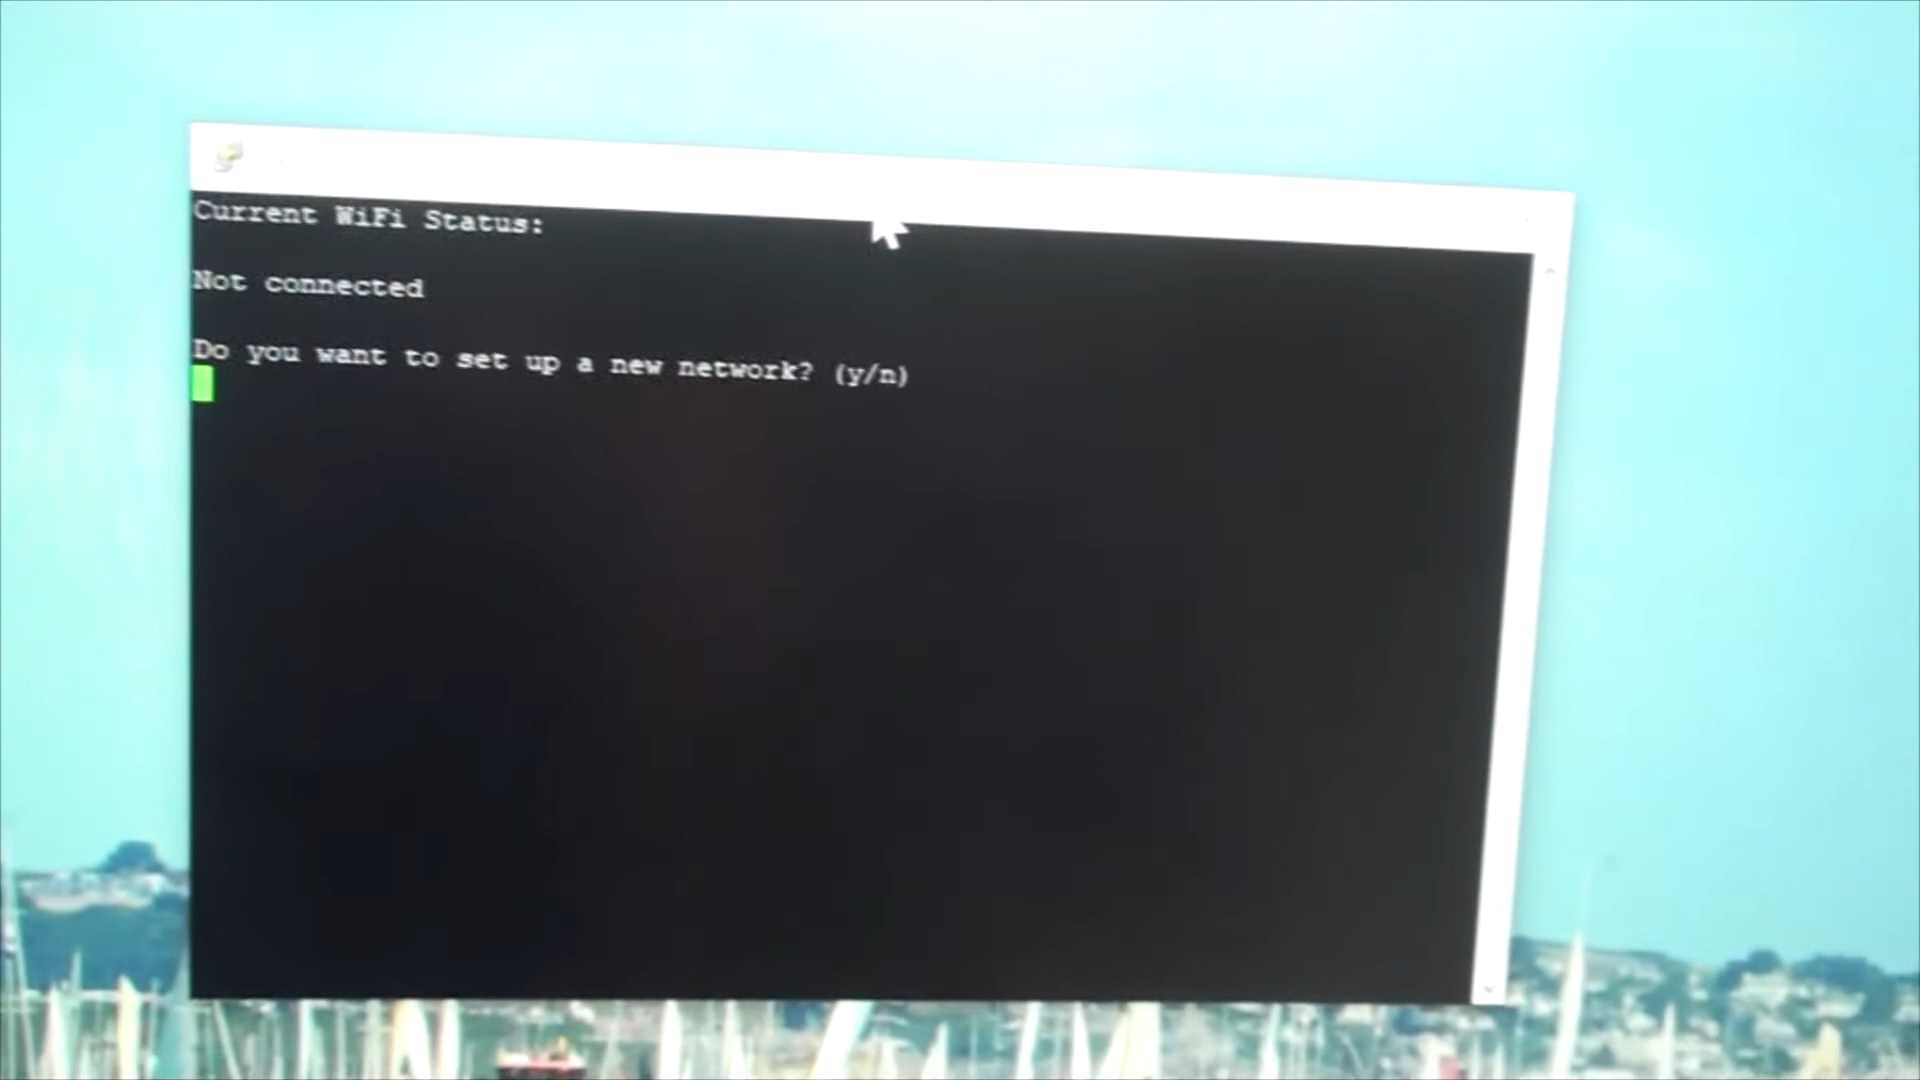 Current WiFi Status:
Not connected
Do you want to set up a new network? (y/n)